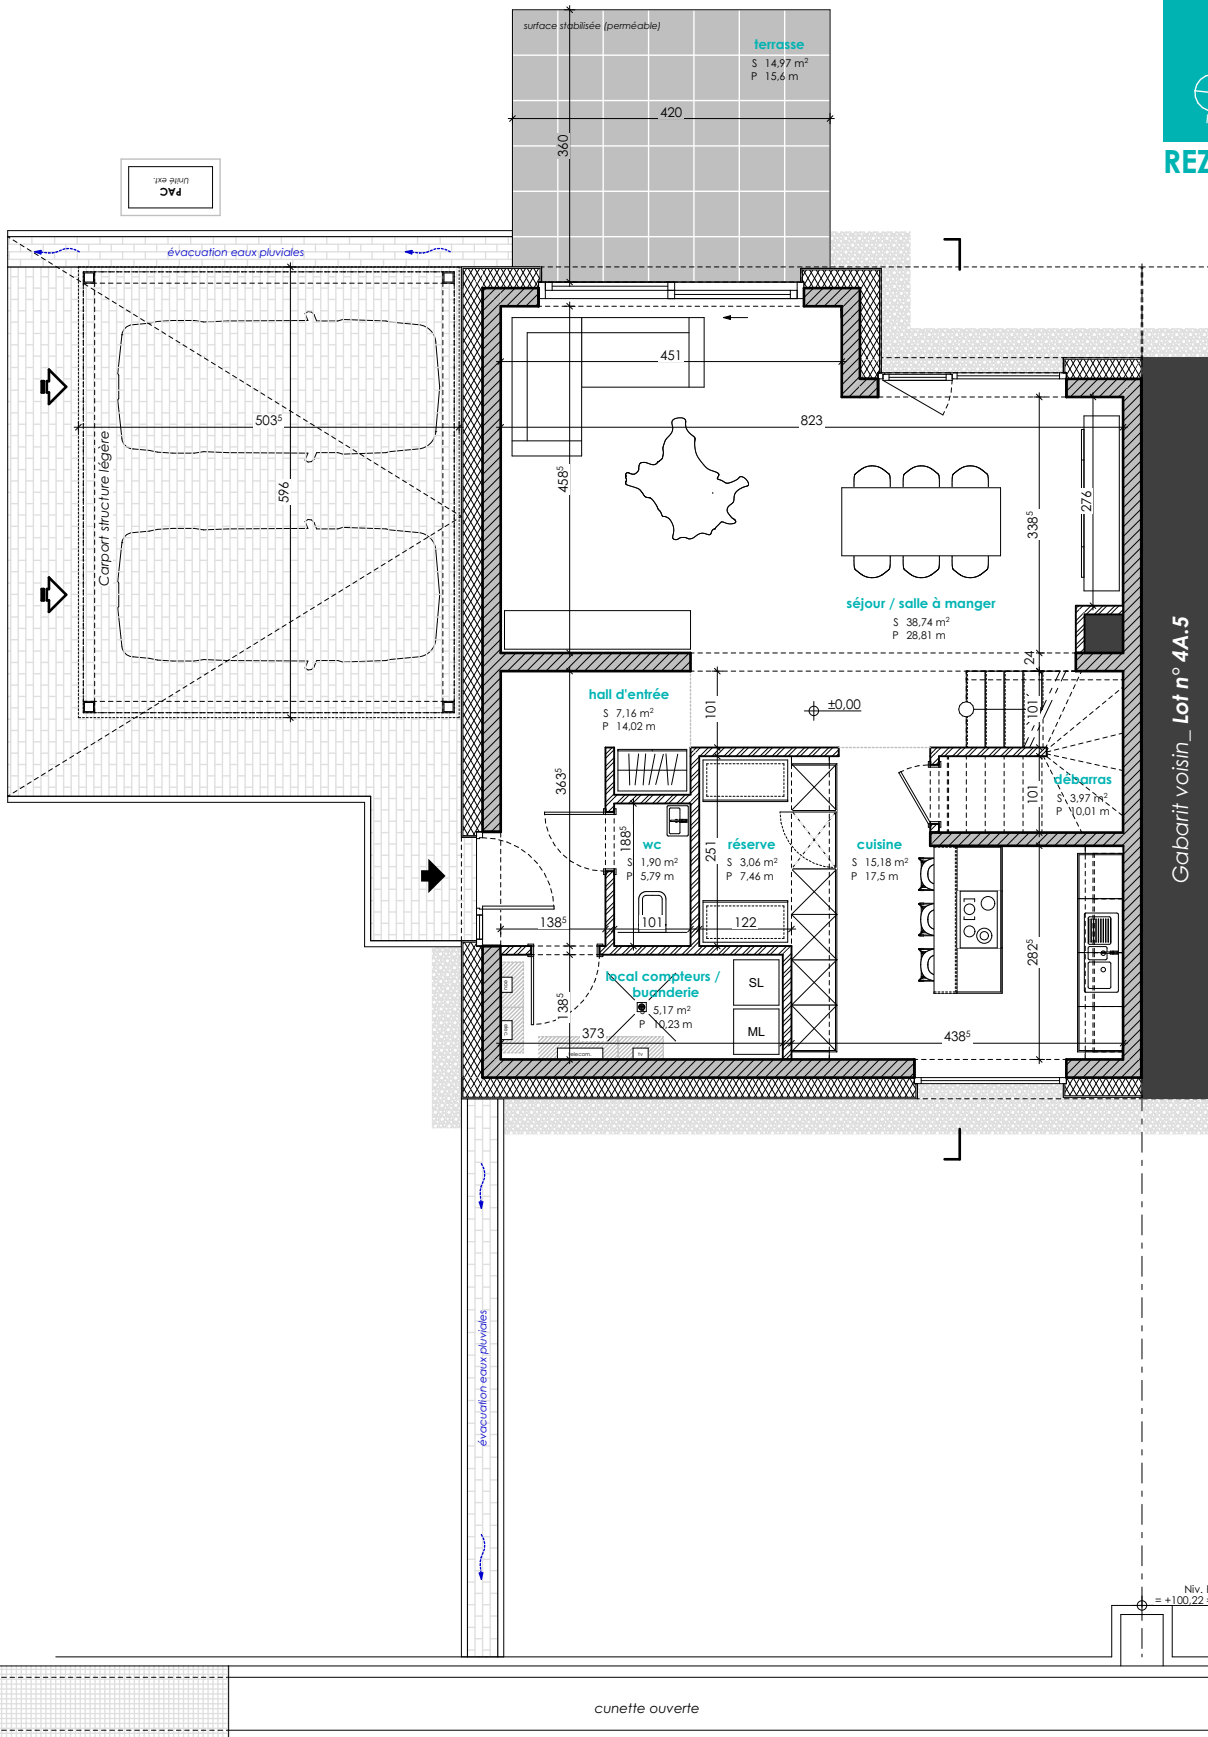 surface stabilisée (perméable)
terrasse
S 14,97 m²
P 15,6 m
420
360
REZ
PAC
Unité ext.
évacuation eaux pluviales
451
503⁵
823
Carport structure légère
596
458⁵
338⁵
276
séjour / salle à manger
S 38,74 m²
P 28,81 m
24
Gabarit voisin_ Lot n° 4A.5
hall d'entrée
S 7,16 m²
P 14,02 m
101
±0,00
101
363⁵
débarras
S 3,97 m²
P 10,01 m
101
188⁵
wc
S 1,90 m²
P 5,79 m
251
réserve
S 3,06 m²
P 7,46 m
cuisine
S 15,18 m²
P 17,5 m
138⁵
101
122
282⁵
local compteurs /
buanderie
S 5,17 m²
P 10,23 m
138⁵
SL
ML
373
438⁵
telecom.
tv
évacuation eaux pluviales
Niv.
= +100,22
cunette ouverte